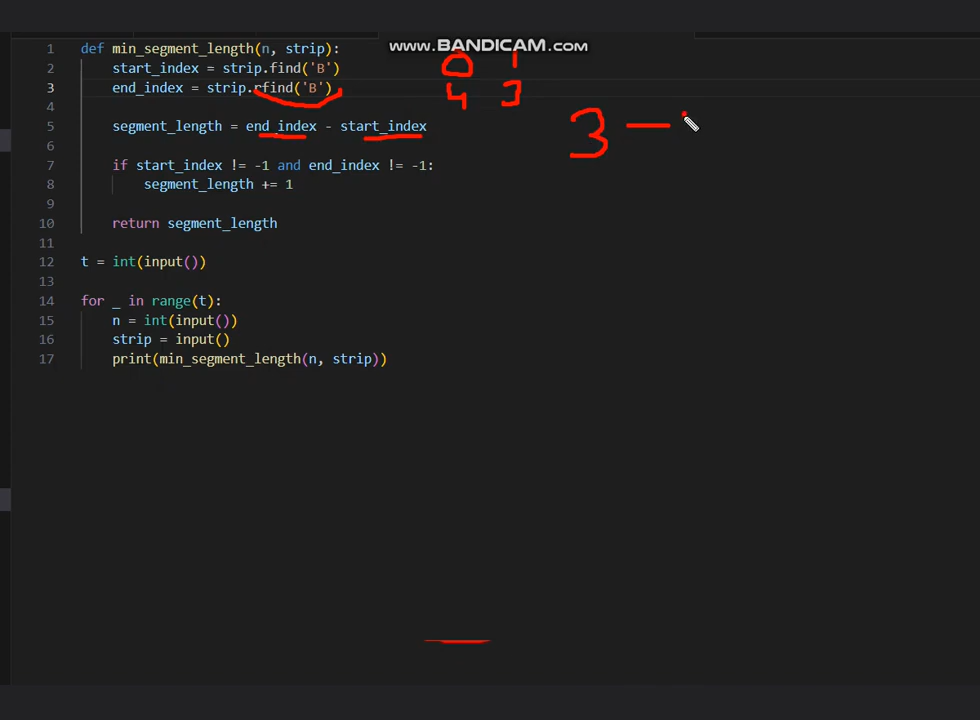 www.BANDICAM.com
1 def min_segment_length(n, strip):
2 start_index = strip.find('B')
3 end_index = strip.rfind('B')
4
5 segment_length = end_index - start_index
6
7 if start_index != -1 and end_index != -1:
8 segment_length += 1
9
10 return segment_length
11
12 t = int(input())
13
14 for _ in range(t):
15 n = int(input())
16 strip = input()
17 print(min_segment_length(n, strip))
0 1
4 3
3 -